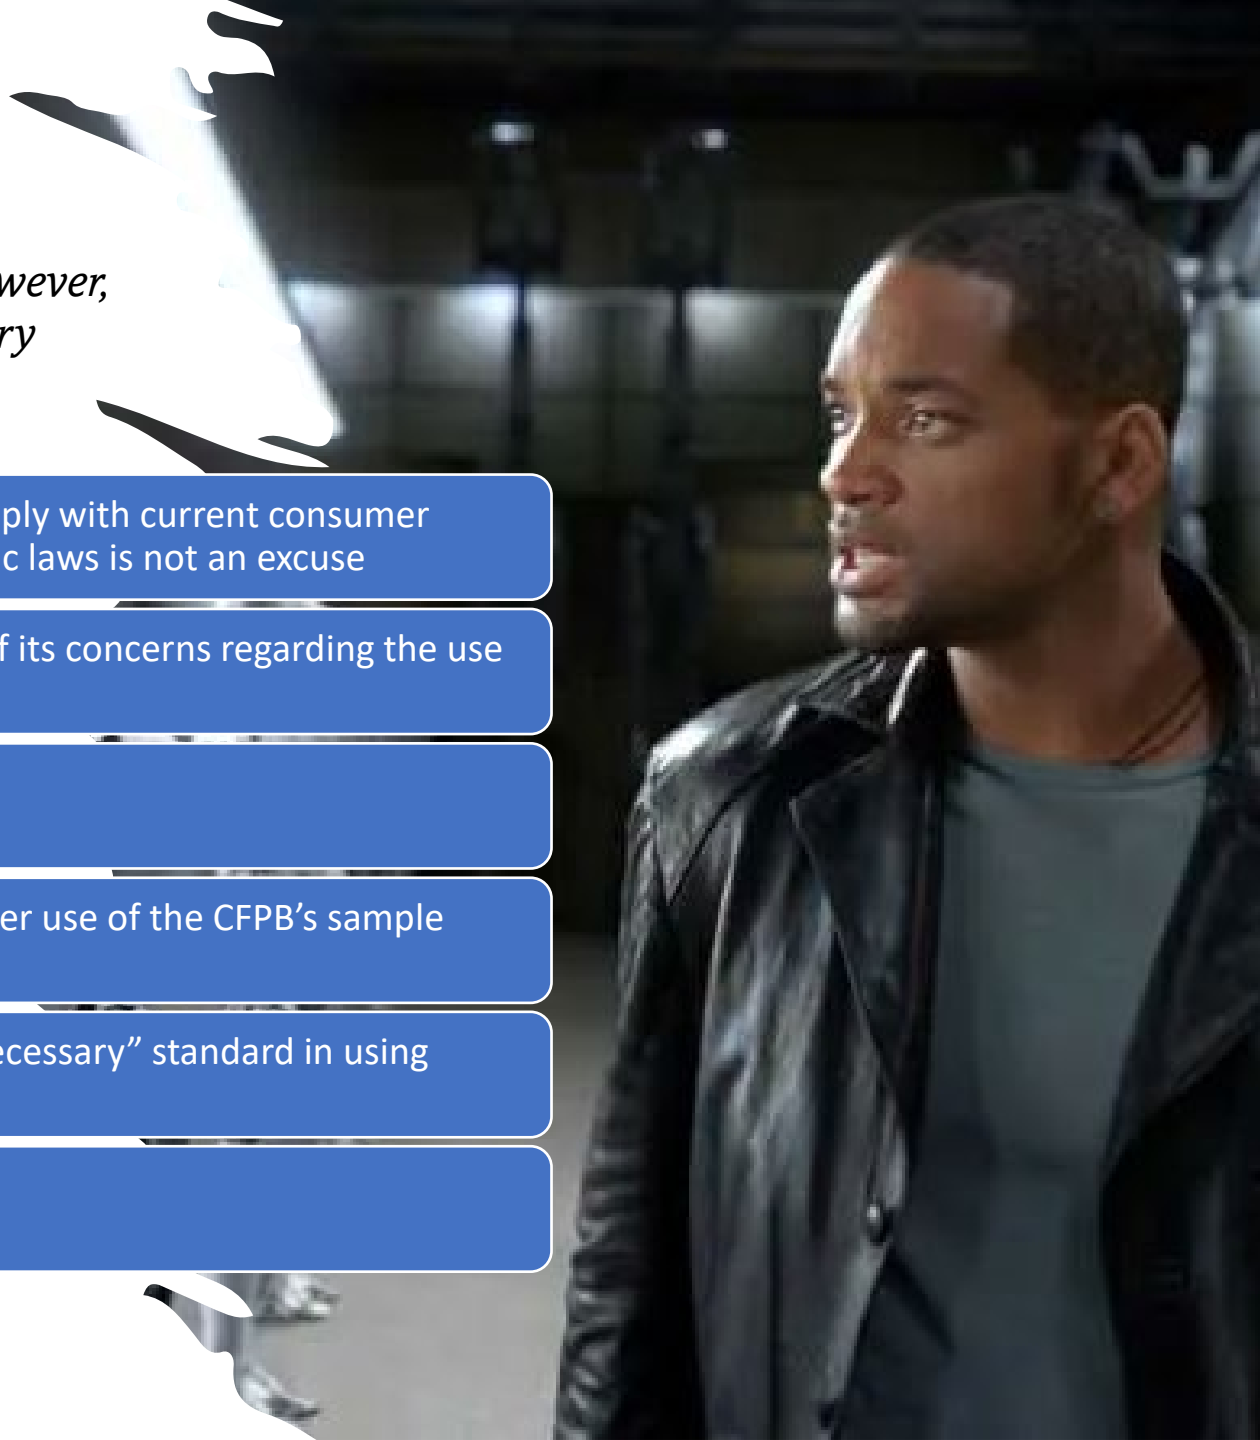 wever,
ry
ply with current consumer
c laws is not an excuse
f its concerns regarding the use
er use of the CFPB’s sample
ecessary” standard in using